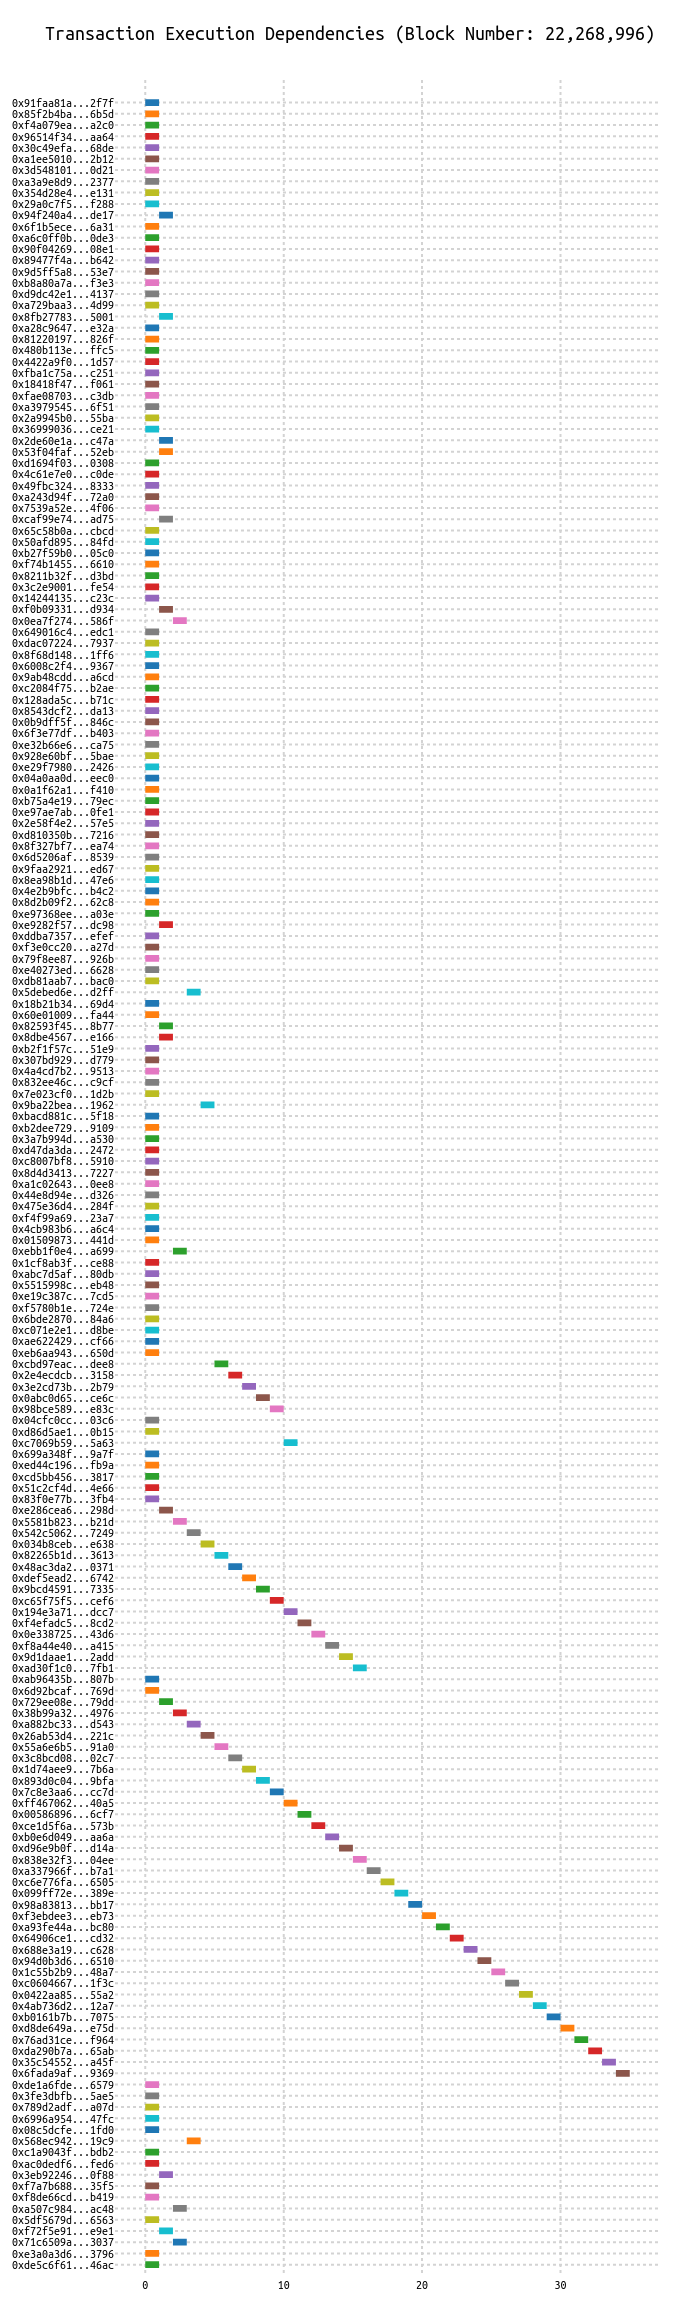 Transaction Execution Dependencies (Block Number: 22,268,996)
0x91faa81a...2f7f
0x85f2b4ba...6b5d
0xf4a079ea...a2c0
0x96514f34...aa64
0x30c49efa...68de
0xa1ee5010...2b12
0x3d548101...0d21
0xa3a9e8d9...2377
0x354d28e4...e131
0x29a0c7f5...f288
0x94f240a4...de17
0x6f1b5ece...6a31
0xa6c0ff0b...0de3
0x90f04269...08e1
0x89477f4a...b642
0x9d5ff5a8...53e7
0xb8a80a7a...f3e3
0xd9dc42e1...4137
0xa729baa3...4d99
0x8fb27783...5001
0xa28c9647...e32a
0x81220197...826f
0x480b113e...ffc5
0x4422a9f0...1d57
0xfba1c75a...c251
0x18418f47...f061
0xfae08703...c3db
0xa3979545...6f51
0x2a9945b0...55ba
0x36999036...ce21
0x2de60e1a...c47a
0x53f04faf...52eb
0xd1694f03...0308
0x4c61e7e0...c0de
0x49fbc324...8333
0xa243d94f...72a0
0x7539a52e...4f06
0xcaf99e74...ad75
0x65c58b0a...cbcd
0x50afd895...84fd
0xb27f59b0...05c0
0xf74b1455...6610
0x8211b32f...d3bd
0x3c2e9001...fe54
0x14244135...c23c
0xf0b09331...d934
0x0ea7f274...586f
0x649016c4...edc1
0xdac07224...7937
0x8f68d148...1ff6
0x6008c2f4...9367
0x9ab48cdd...a6cd
0xc2084f75...b2ae
0x128ada5c...b71c
0x8543dcf2...da13
0x0b9dff5f...846c
0x6f3e77df...b403
0xe32b66e6...ca75
0x928e60bf...5bae
0xe29f7980...2426
0x04a0aa0d...eec0
0x0a1f62a1...f410
0xb75a4e19...79ec
0xe97ae7ab...0fe1
0x2e58f4e2...57e5
0xd810350b...7216
0x8f327bf7...ea74
0x6d5206af...8539
0x9faa2921...ed67
0x8ea98b1d...47e6
0x4e2b9bfc...b4c2
0x8d2b09f2...62c8
0xe97368ee...a03e
0xe9282f57...dc98
0xddba7357...efef
0xf3e0cc20...a27d
0x79f8ee87...926b
0xe40273ed...6628
0xdb81aab7...bac0
0x5debed6e...d2ff
0x18b21b34...69d4
0x60e01009...fa44
0x82593f45...8b77
0x8dbe4567...e166
0xb2f1f57c...51e9
0x307bd929...d779
0x4a4cd7b2...9513
0x832ee46c...c9cf
0x7e023cf0...1d2b
0x9ba22bea...1962
0xbacd881c...5f18
0xb2dee729...9109
0x3a7b994d...a530
0xd47da3da...2472
0xc8007bf8...5910
0x8d4d3413...7227
0xa1c02643...0ee8
0x44e8d94e...d326
0x475e36d4...284f
0xf4f99a69...23a7
0x4cb983b6...a6c4
0x01509873...441d
0xebb1f0e4...a699
0x1cf8ab3f...ce88
0xabc7d5af...80db
0x5515998c...eb48
0xe19c387c...7cd5
0xf5780b1e...724e
0x6bde2870...84a6
0xc071e2e1...d8be
0xae622429...cf66
0xeb6aa943...650d
0xcbd97eac...dee8
0x2e4ecdcb...3158
0x3e2cd73b...2b79
0x0abc0d65...ce6c
0x98bce589...e83c
0x04cfc0cc...03c6
0xd86d5ae1...0b15
0xc7069b59...5a63
0x699a348f...9a7f
0xed44c196...fb9a
0xcd5bb456...3817
0x51c2cf4d...4e66
0x83f0e77b...3fb4
0xe286cea6...298d
0x5581b823...b21d
0x542c5062...7249
0x034b8ceb...e638
0x82265b1d...3613
0x48ac3da2...0371
0xdef5ead2...6742
0x9bcd4591...7335
0xc65f75f5...cef6
0x194e3a71...dcc7
0xf4efadc5...8cd2
0x0e338725...43d6
0xf8a44e40...a415
0x9d1daae1...2add
0xad30f1c0...7fb1
0xab96435b...807b
0x6d92bcaf...769d
0x729ee08e...79dd
0x38b99a32...4976
0xa882bc33...d543
0x26ab53d4...221c
0x55a6e6b5...91a0
0x3c8bcd08...02c7
0x1d74aee9...7b6a
0x893d0c04...9bfa
0x7c8e3aa6...cc7d
0xff467062...40a5
0x00586896...6cf7
0xce1d5f6a...573b
0xb0e6d049...aa6a
0xd96e9b0f...d14a
0x838e32f3...04ee
0xa337966f...b7a1
0xc6e776fa...6505
0x099ff72e...389e
0x98a83813...bb17
0xf3ebdee3...eb73
0xa93fe44a...bc80
0x64906ce1...cd32
0x688e3a19...c628
0x94d0b3d6...6510
0x1c55b2b9...48a7
0xc0604667...1f3c
0x0422aa85...55a2
0x4ab736d2...12a7
0xb0161b7b...7075
0xd8de649a...e75d
0x76ad31ce...f964
0xda290b7a...65ab
0x35c54552...a45f
0x6fada9af...9369
0xde1a6fde...6579
0x3fe3dbfb...5ae5
0x789d2adf...a07d
0x6996a954...47fc
0x08c5dcfe...1fd0
0x568ec942...19c9
0xc1a9043f...bdb2
0xac0dedf6...fed6
0x3eb92246...0f88
0xf7a7b688...35f5
0xf8de66cd...b419
0xa507c984...ac48
0x5df5679d...6563
0xf72f5e91...e9e1
0x71c6509a...3037
0xe3a0a3d6...3796
0xde5c6f61...46ac
0 10 20 30